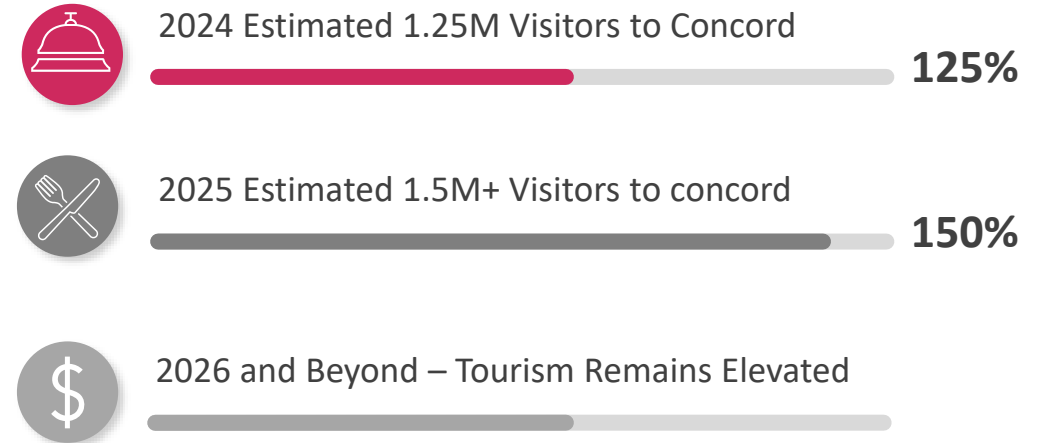 2024 Estimated 1.25M Visitors to Concord
125%
2025 Estimated 1.5M+ Visitors to concord
150%
2026 and Beyond – Tourism Remains Elevated
$